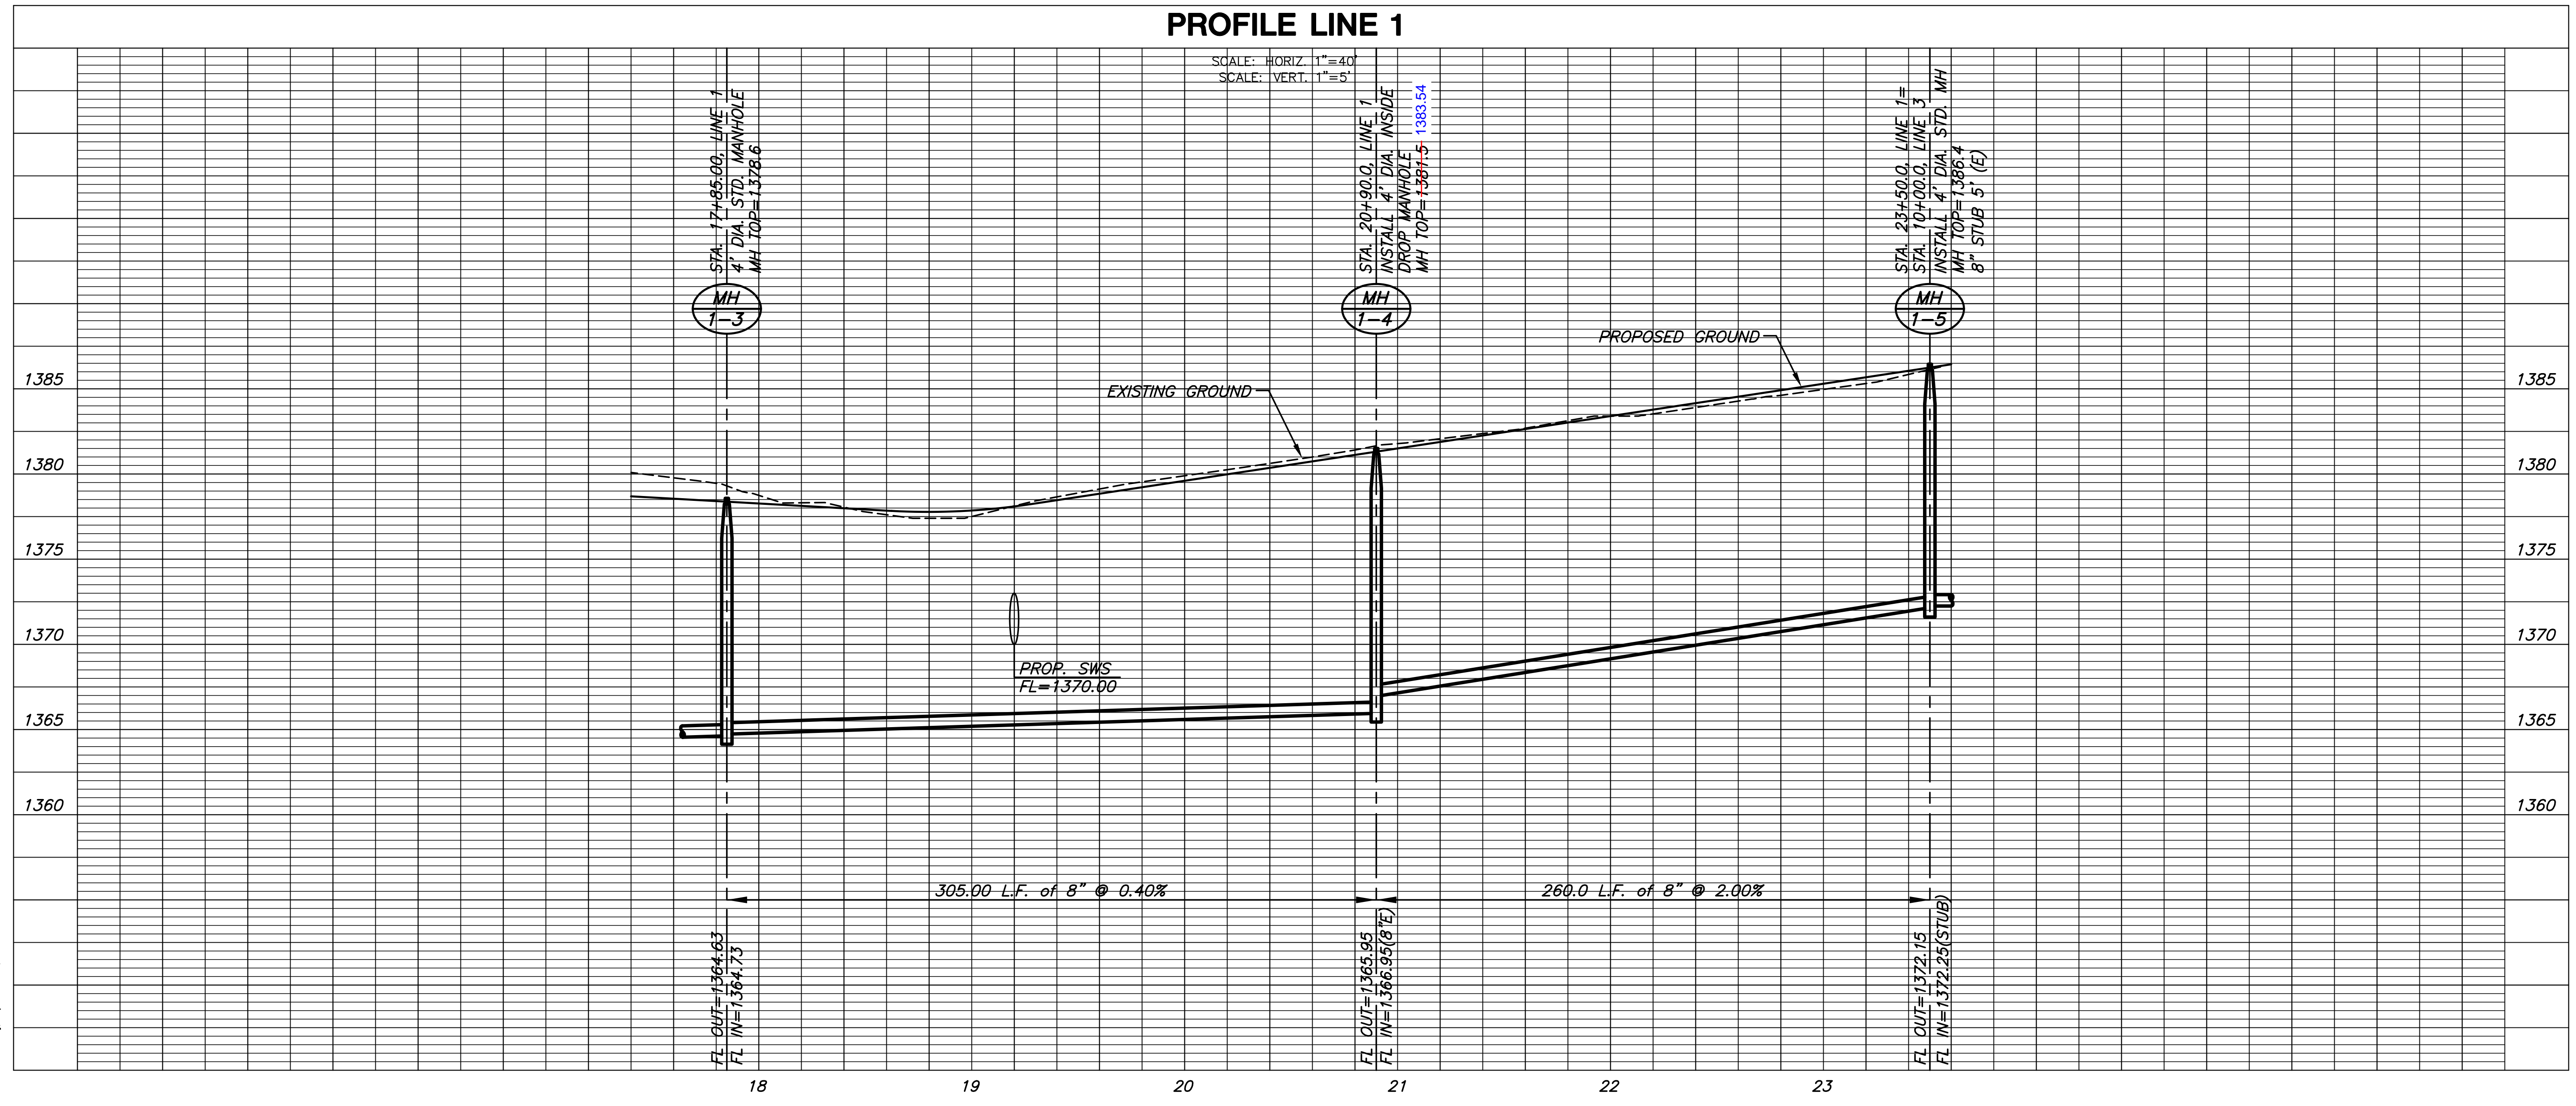 PROFILE LINE 1
SCALE: HORIZ. 1"=40'
SCALE: VERT. 1"=5'
STA. 17+85.00, LINE 1
4' DIA. STD. MANHOLE
MH TOP=1378.6
STA. 20+90.0, LINE 1
INSTALL 4' DIA. INSIDE
DROP MANHOLE
MH TOP=1381.5 1383.54
STA. 23+50.0, LINE 1=
STA. 10+00.0, LINE 3
INSTALL 4' DIA. STD. MH
MH TOP=1386.4
8" STUB 5' (E)
MH
1-3
MH
1-4
MH
1-5
PROPOSED GROUND
EXISTING GROUND
1385
1385
1380
1380
1375
1375
1370
1370
PROP. SWS
FL=1370.00
1365
1365
1360
1360
305.00 L.F. of 8" @ 0.40%
260.0 L.F. of 8" @ 2.00%
FL OUT=1364.63
FL IN=1364.73
FL OUT=1365.95
FL IN=1366.95(8"E)
FL OUT=1372.15
FL IN=1372.25(STUB)
18
19
20
21
22
23